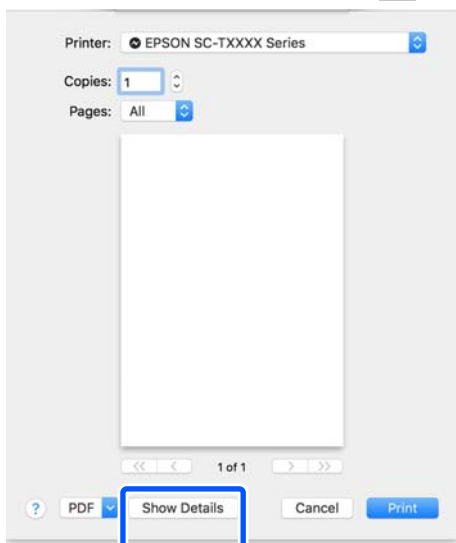 Printer: EPSON SC-TXXXX Series
Copies: 1
Pages: All
<< < 1 of 1 > >>
? PDF Show Details Cancel Print